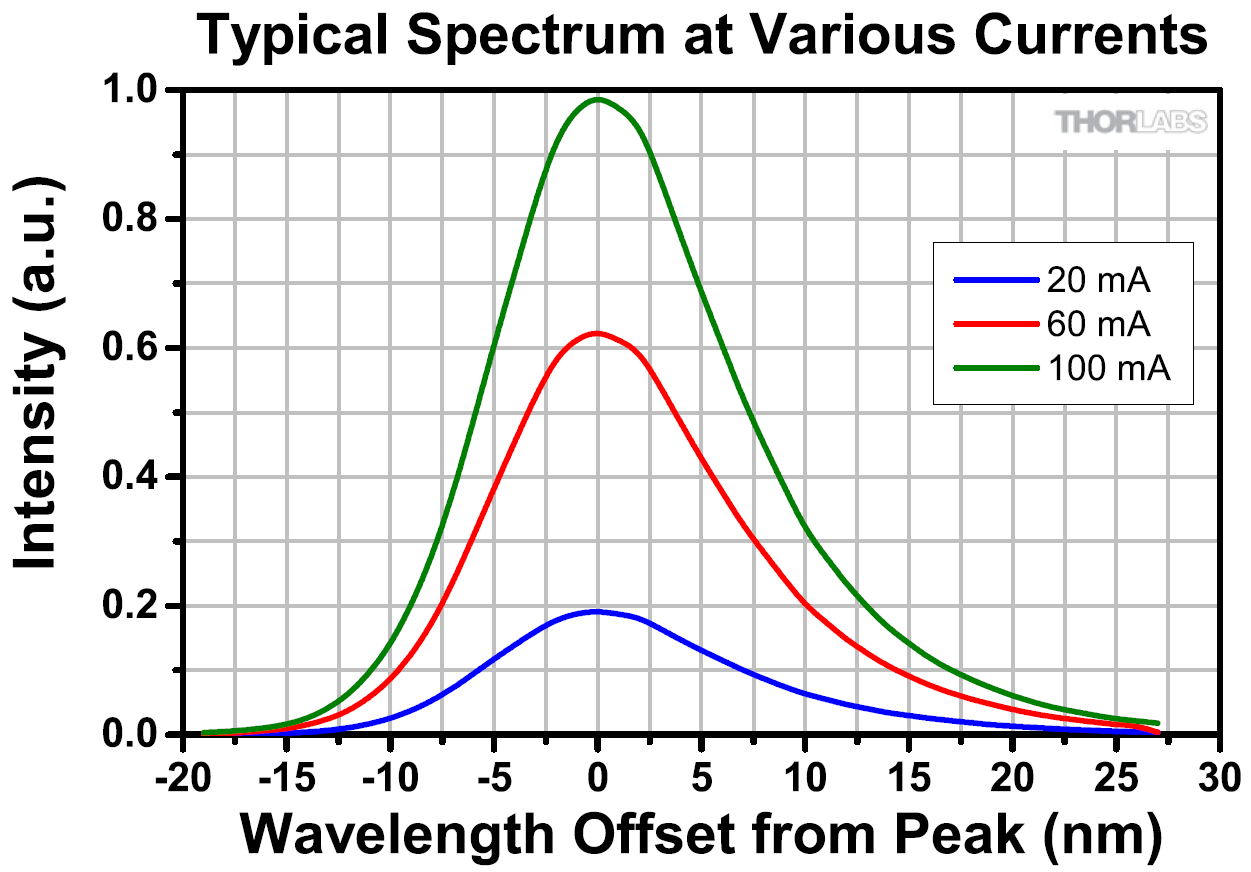 Typical Spectrum at Various Currents
THORLABS
Intensity (a.u.)
1.0
0.8
0.6
0.4
0.2
0.0
20 mA
60 mA
100 mA
-20 -15 -10 -5 0 5 10 15 20 25 30
Wavelength Offset from Peak (nm)